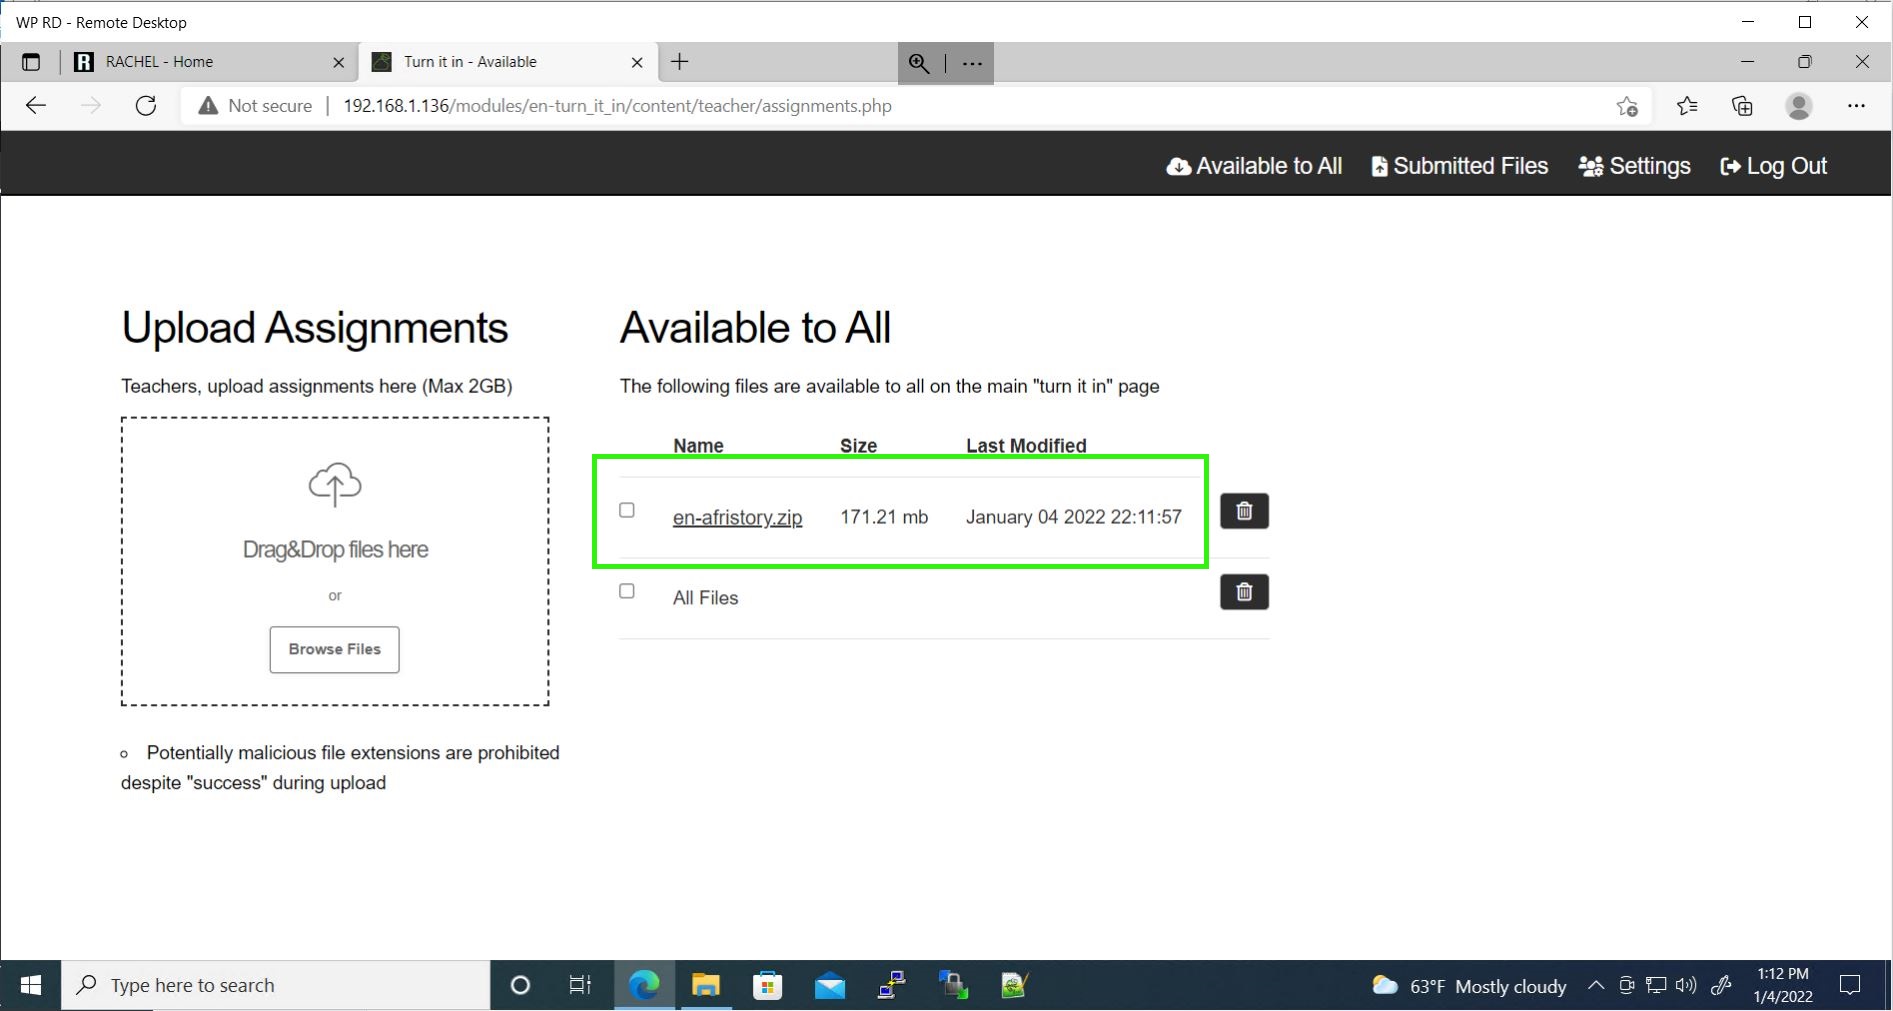 WP RD - Remote Desktop
RACHEL - Home
Turn it in - Available
Not secure | 192.168.1.136/modules/en-turn_it_in/content/teacher/assignments.php
Available to All Submitted Files Settings Log Out
Upload Assignments
Teachers, upload assignments here (Max 2GB)
Drag&Drop files here
or
Browse Files
Potentially malicious file extensions are prohibited
despite "success" during upload
Available to All
The following files are available to all on the main "turn it in" page
Name Size Last Modified
en-afristory.zip 171.21 mb January 04 2022 22:11:57
All Files
Type here to search
63°F Mostly cloudy
1:12 PM
1/4/2022